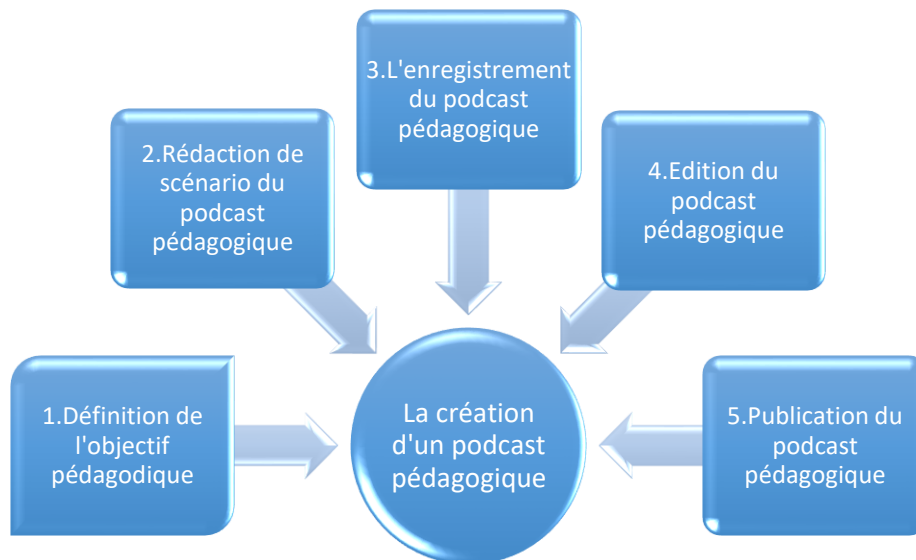 1.Définition de
l'objectif
pédagodique
2.Rédaction de
scénario du
podcast
pédagogique
3.L'enregistrement
du podcast
pédagogique
4.Edition du
podcast
pédagogique
5.Publication du
podcast
pédagogique
La création
d'un podcast
pédagogique